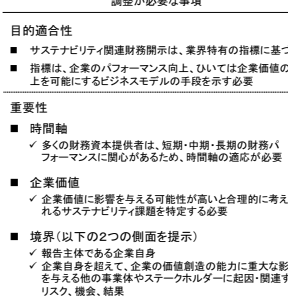 調整が必要な事項
目的適合性
■ サステナビリティ関連財務開示は、業界特有の指標に基づ
■ 指標は、企業のパフォーマンス向上、ひいては企業価値の
上を可能にするビジネスモデルの手段を示す必要
重要性
■ 時間軸
✓ 多くの財務資本提供者は、短期・中期・長期の財務パ
フォーマンスに関心があるため、時間軸の適応が必要
■ 企業価値
✓ 企業価値に影響を与える可能性が高いと合理的に考え
れるサステナビリティ課題を特定する必要
■ 境界（以下の２つの側面を提示）
✓ 報告主体である企業自身
✓ 企業自身を超えて、企業の価値創造の能力に重大な影
を与える他の事業体やステークホルダーに起因・関連す
リスク、機会、結果